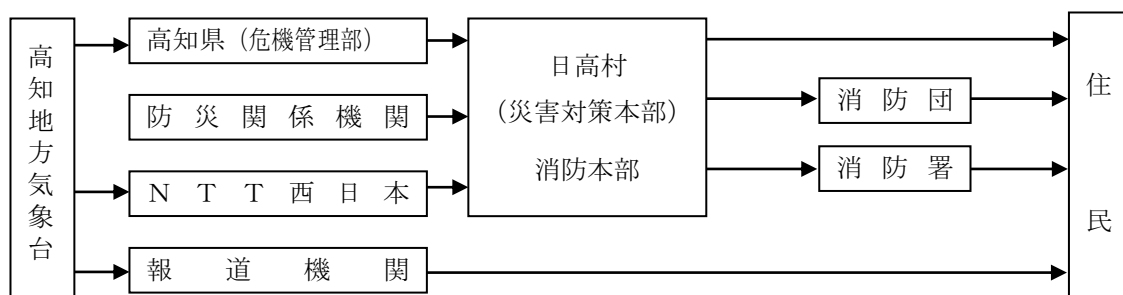 高知地方気象台
高知県（危機管理部）
防災関係機関
ＮＴＴ西日本
報道機関
日高村
（災害対策本部）
消防本部
消防団
消防署
住民